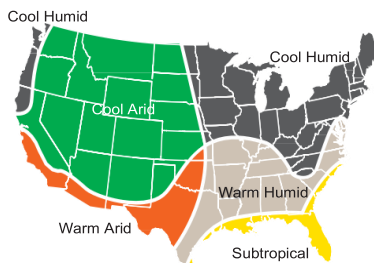 Cool Humid
Cool Humid
Cool Arid
Warm Humid
Warm Arid
Subtropical